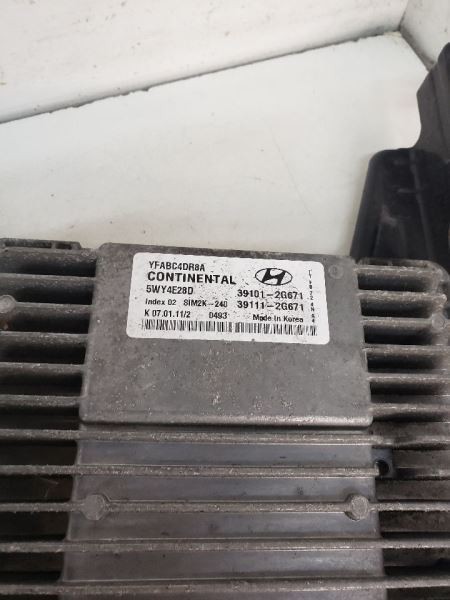 YFABC4DR8A
CONTINENTAL
5WY4E28D 39101-2G671
Index 02 SIM2K-240 39111-2G671
K 07.01.11/2 0493 Made in Korea